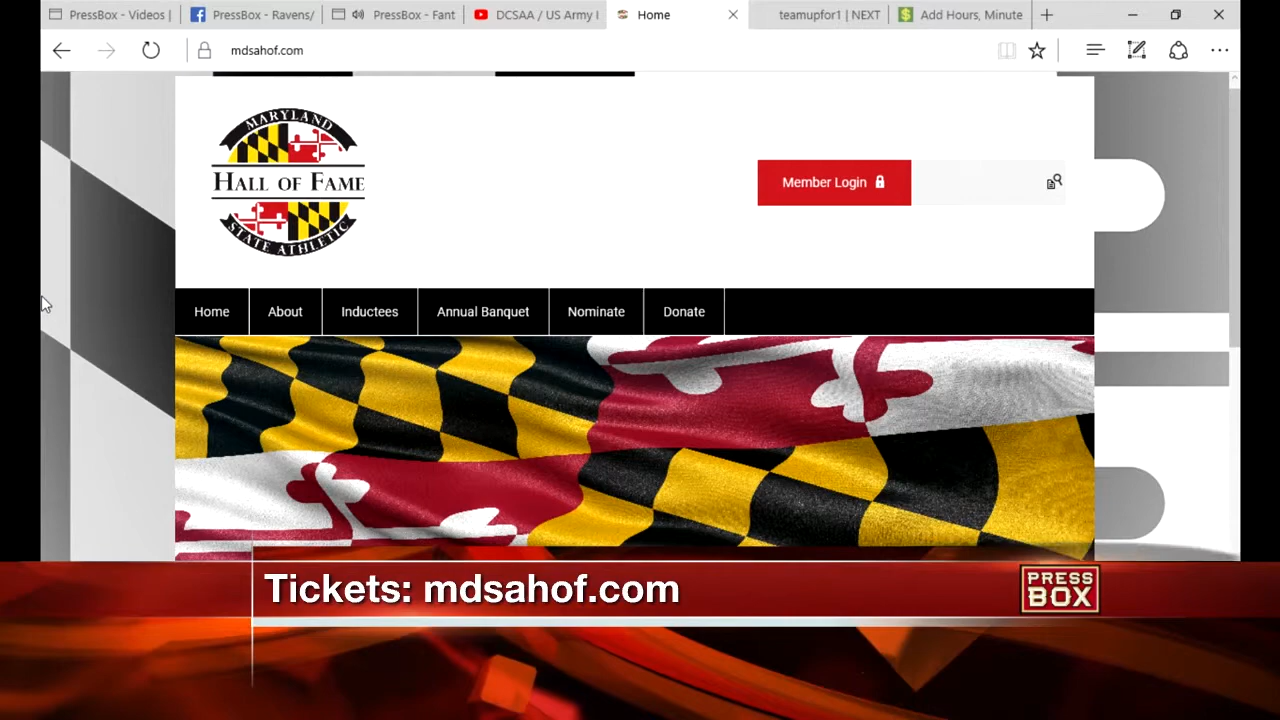 PressBox - Videos |
PressBox - Ravens/
PressBox - Fant
DCSAA / US Army
Home
teamupfor1 | NEXT
Add Hours, Minute
mdsahof.com
MARYLAND
HALL OF FAME
STATE ATHLETIC
Member Login
Home
About
Inductees
Annual Banquet
Nominate
Donate
Tickets: mdsahof.com
PRESS
BOX